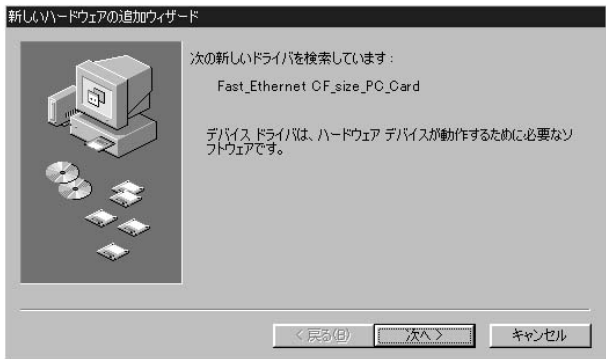 新しいハードウェアの追加ウィザード
次の新しいドライバを検索しています：
Fast_Ethernet CF_size_PC_Card
デバイス ドライバは、ハードウェア デバイスが動作するために必要なソ
フトウェアです。
< 戻る(B)
次へ >
キャンセル